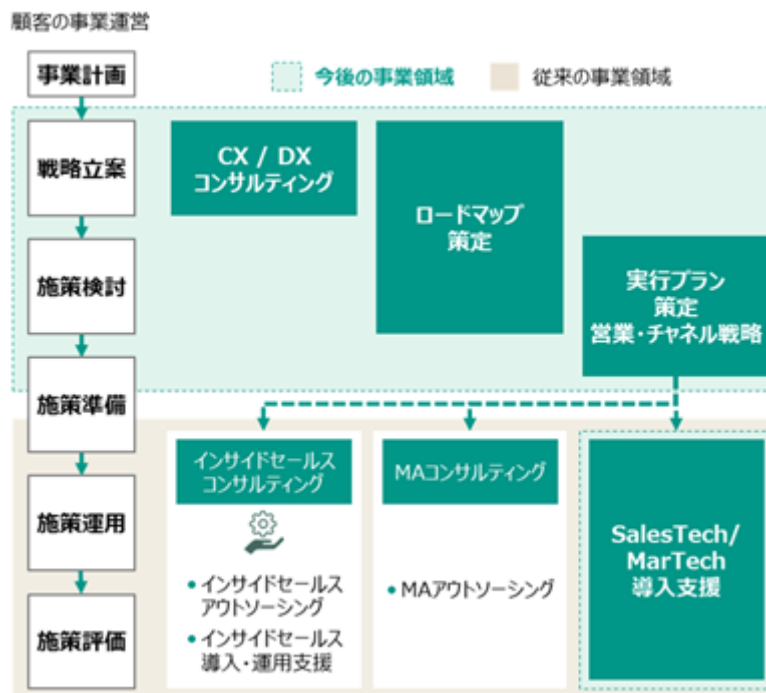 顧客の事業運営
事業計画
今後の事業領域
従来の事業領域
戦略立案
CX / DX
コンサルティング
ロードマップ
策定
施策検討
実行プラン
策定
営業・チャネル戦略
施策準備
インサイドセールス
コンサルティング
MAコンサルティング
施策運用
SalesTech/
MarTech
導入支援
• インサイドセールス
アウトソーシング
• MAアウトソーシング
• インサイドセールス
導入・運用支援
施策評価